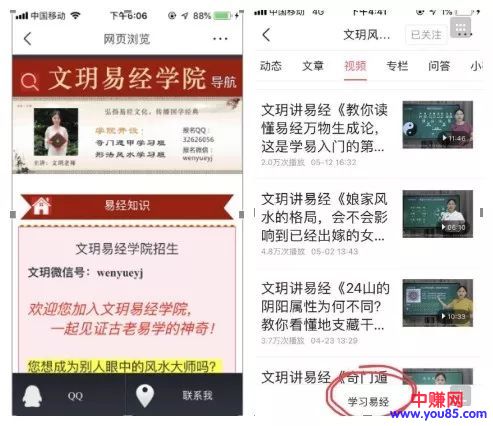 中国移动 下午6:06 88%
网页浏览
文玥易经学院 导航
弘扬易经文化,传播国学经典
学院开设:
奇门遁甲学习班
形法风水学习班
报名QQ:
32626056
报名微信:
wenyueyj
主讲:文玥老师
易经知识
文玥易经学院招生
文玥微信号:wenyueyj
欢迎您加入文玥易经学院,
一起见证古老易学的神奇!
您想成为别人眼中的风水大师吗?
QQ
联系我
中国移动 4G 下午4:41 64%
文玥风... 已关注
动态 文章 视频 专栏 问答
文玥讲易经《教你读
懂易经万物生成论,
这是学易入门的第...
2.0万次播放 05-12 16:32
11:46
文玥讲易经《娘家风
水的格局,会不会影
响到已经出嫁的女...
4.8万次播放 05-02 13:43
06:10
文玥讲易经《24山的
阴阳属性为何不同?
教你看懂地支藏干...
3.7万次播放 04-23 13:29
10:33
文玥讲易经《奇门遁
学习易经
中赚网
www.you85.com